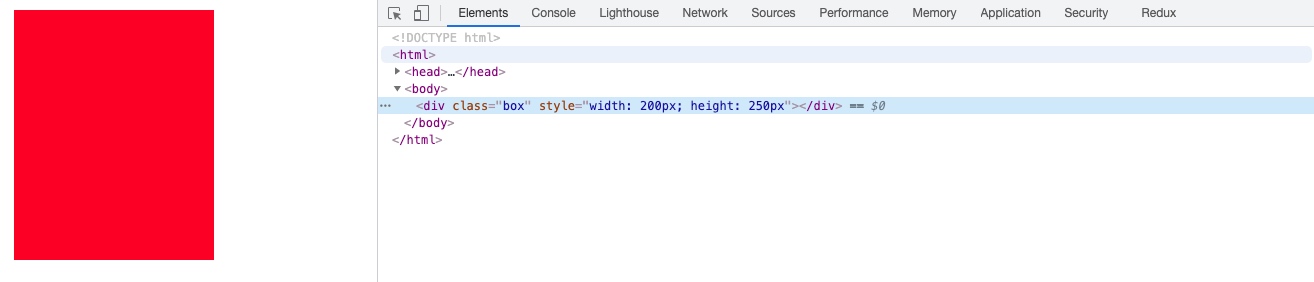 Elements Console Lighthouse Network Sources Performance Memory Application Security Redux
<!DOCTYPE html>
<html>
<head>…</head>
<body>
… <div class="box" style="width: 200px; height: 250px"></div> == $0
</body>
</html>